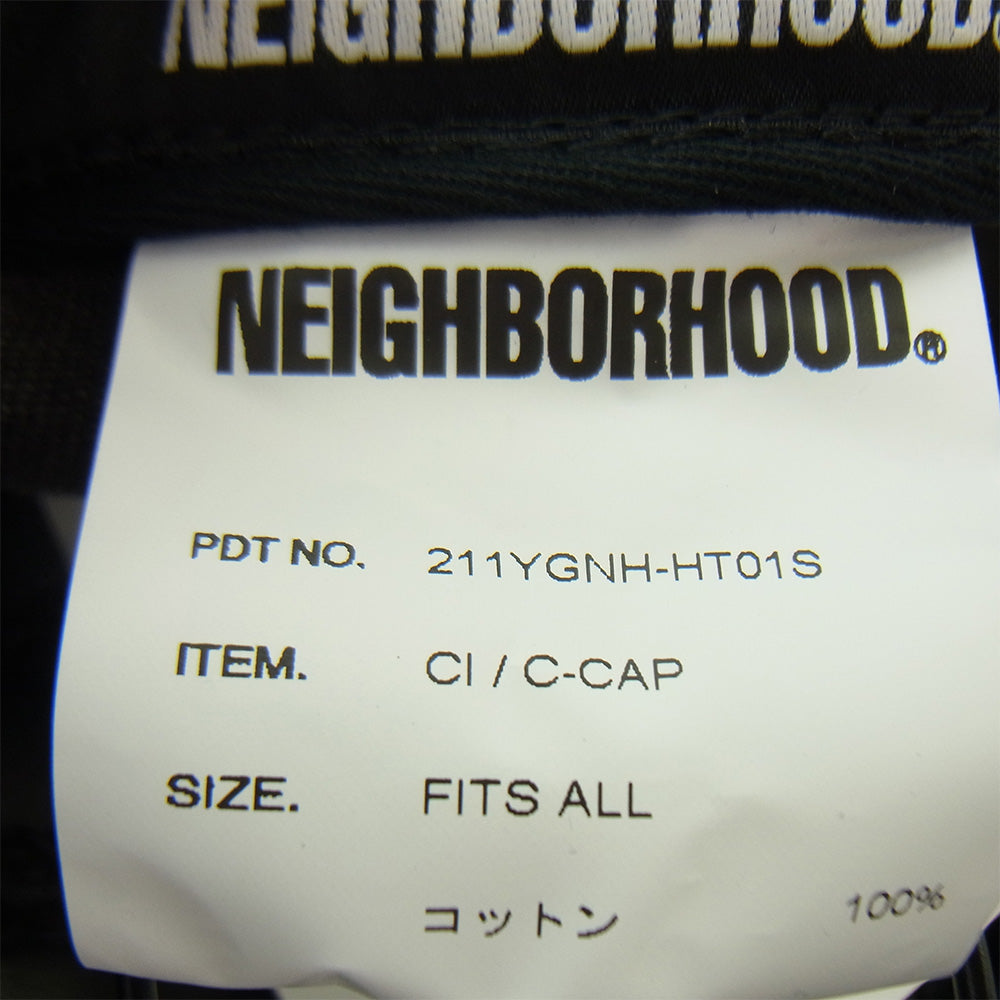 NEIGHBORHOOD
NEIGHBORHOOD®
PDT NO. 211YGNH-HT01S
ITEM. CI / C-CAP
SIZE. FITS ALL
コットン 100%